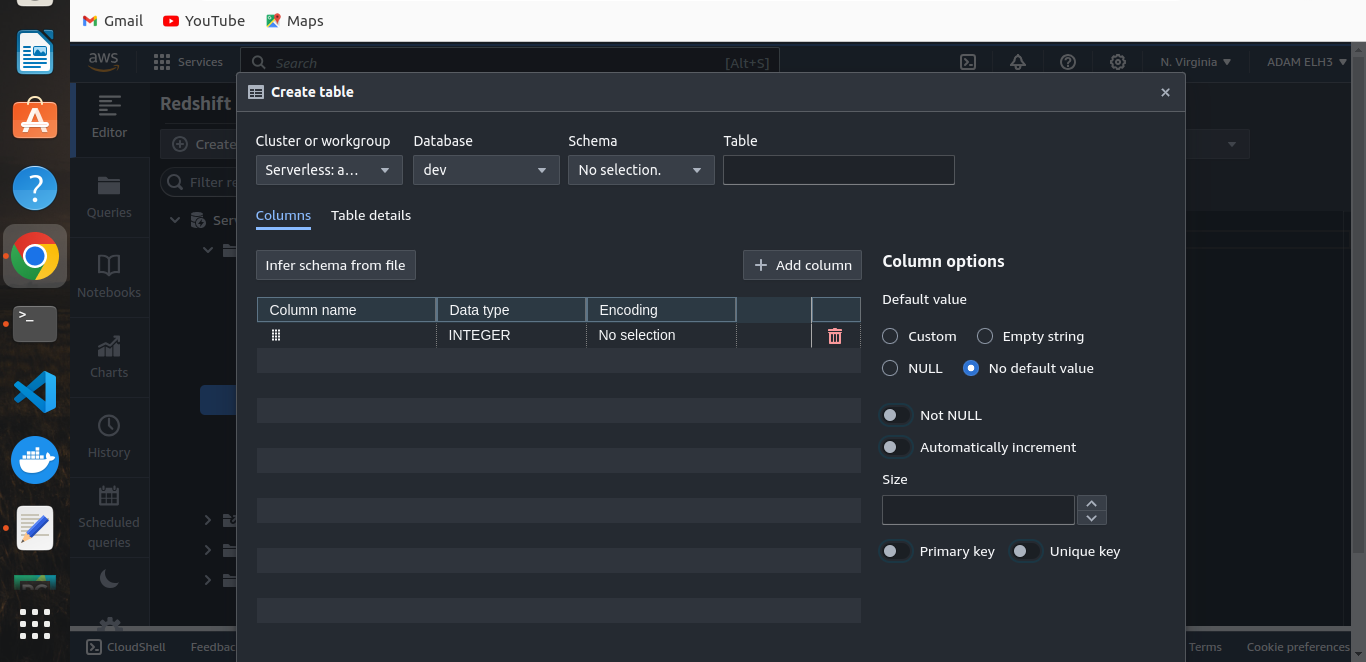 Gmail YouTube Maps
aws Services Search [Alt+S] N. Virginia ADAM ELH3
Create table
Redshift
Editor
Create
Cluster or workgroup Database Schema Table
Serverless: a... dev No selection.
Filter re
Queries
Serv
Columns Table details
Infer schema from file Add column Column options
Notebooks
Default value
Column name Data type Encoding
INTEGER No selection
Custom Empty string
NULL No default value
Charts
Not NULL
Automatically increment
History
Size
Scheduled
queries
Primary key Unique key
CloudShell Feedbac Terms Cookie preferences